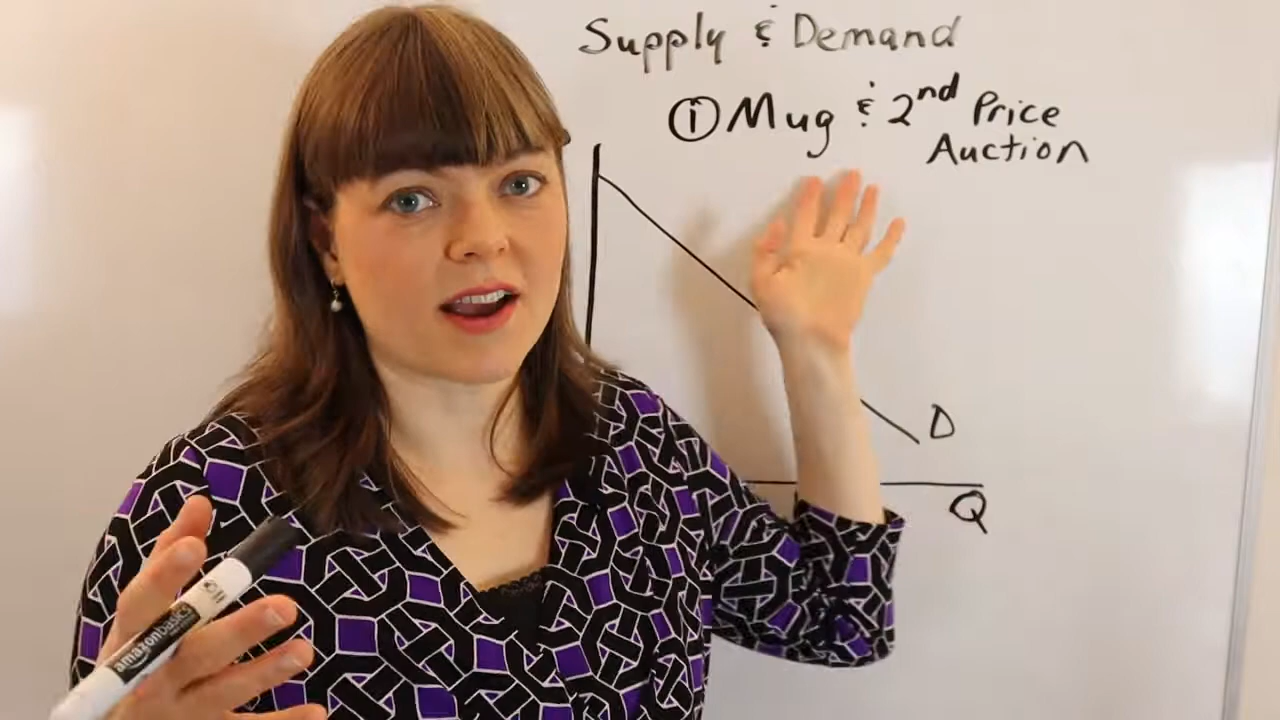 Supply & Demand
① Mug & 2nd Price
Auction
D
Q
amazonbasics